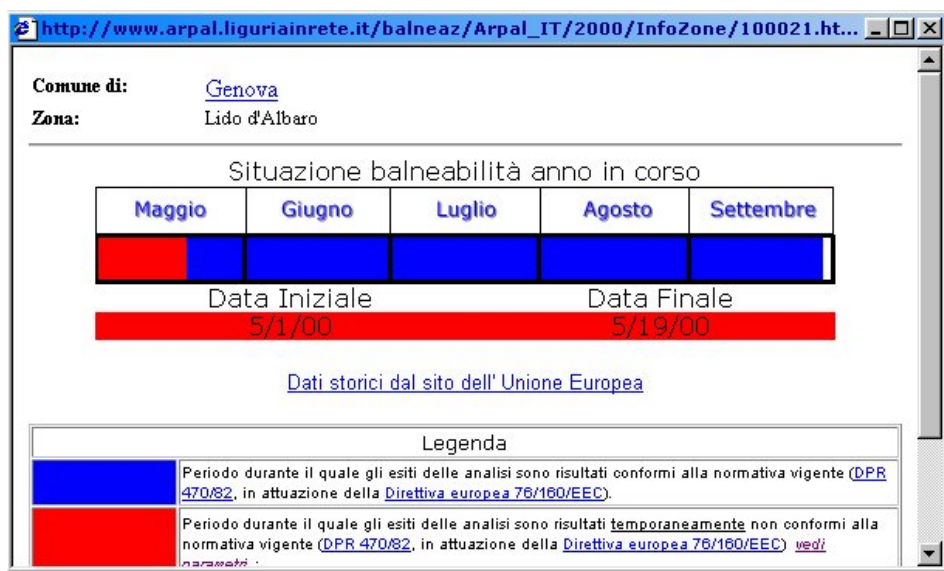 http://www.arpal.liguriainrete.it/balneaz/Arpal_IT/2000/InfoZone/100021.ht...
Comune di: Genova
Zona: Lido d'Albaro
Situazione balneabilità anno in corso
Maggio Giugno Luglio Agosto Settembre
Data Iniziale Data Finale
5/1/00 5/19/00
Dati storici dal sito dell' Unione Europea
Legenda
Periodo durante il quale gli esiti delle analisi sono risultati conformi alla normativa vigente (DPR
470/82, in attuazione della Direttiva europea 76/160/EEC).
Periodo durante il quale gli esiti delle analisi sono risultati temporaneamente non conformi alla
normativa vigente (DPR 470/82, in attuazione della Direttiva europea 76/160/EEC) vedi
parametri :